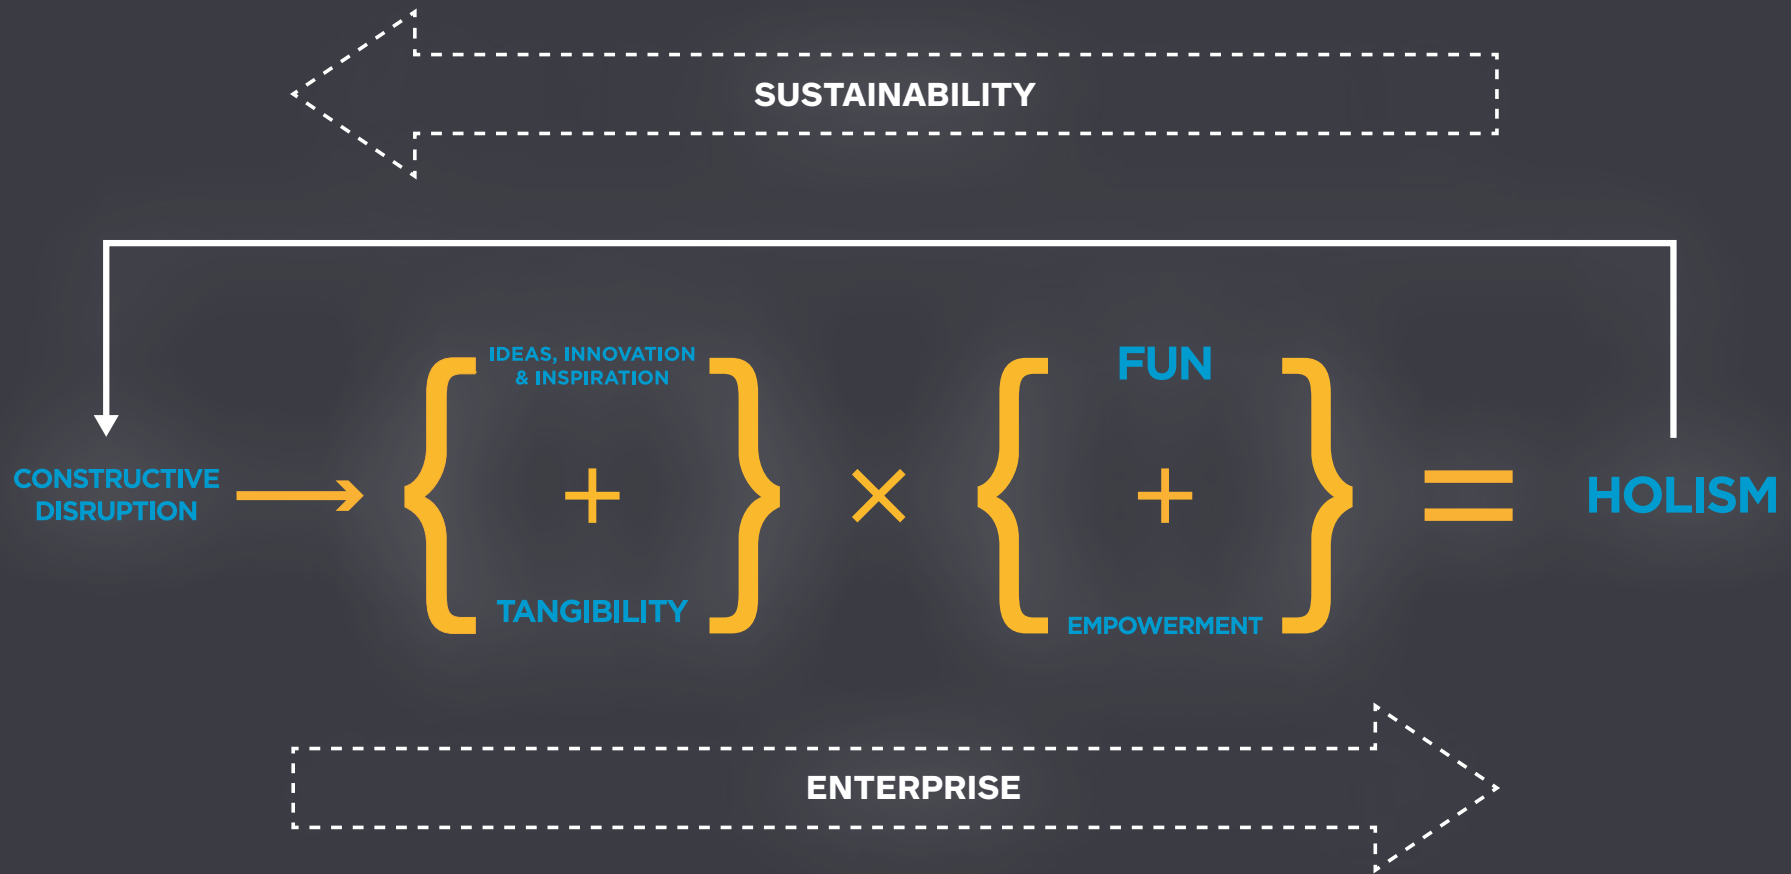 SUSTAINABILITY
IDEAS, INNOVATION
& INSPIRATION
FUN
CONSTRUCTIVE
DISRUPTION
+
×
+
=
HOLISM
TANGIBILITY
EMPOWERMENT
ENTERPRISE